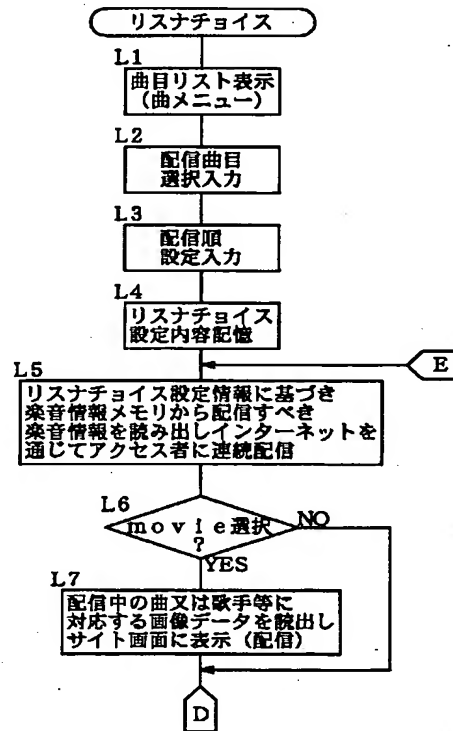 リスナチョイス
L1
曲目リスト表示
(曲メニュー)
L2
配信曲目
選択入力
L3
配信順
設定入力
L4
リスナチョイス
設定内容記憶
E
L5
リスナチョイス設定情報に基づき
楽音情報メモリから配信すべき
楽音情報を読み出しインターネットを
通じてアクセス者に連続配信
L6
movie選択
?
NO
YES
L7
配信中の曲又は歌手等に
対応する画像データを読出し
サイト画面に表示(配信)
D